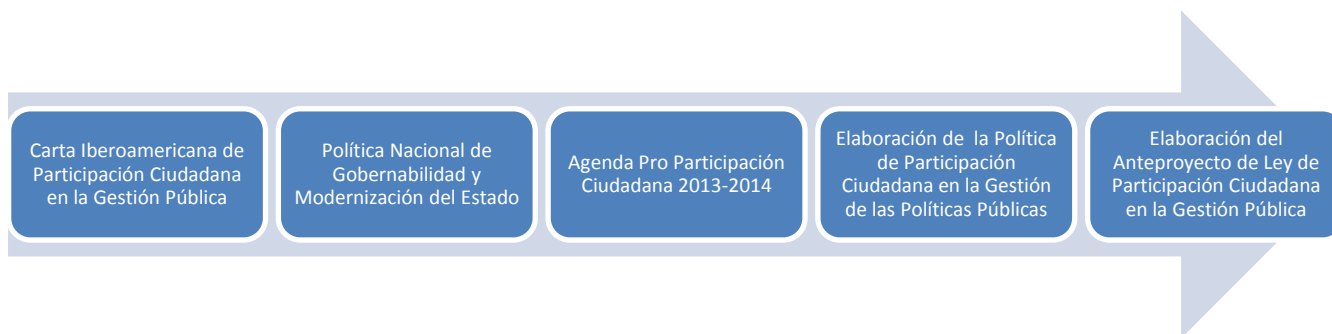 Carta Iberoamericana de
Participación Ciudadana
en la Gestión Pública
Política Nacional de
Gobernabilidad y
Modernización del Estado
Agenda Pro Participación
Ciudadana 2013-2014
Elaboración de la Política
de Participación
Ciudadana en la Gestión
de las Políticas Públicas
Elaboración del
Anteproyecto de Ley de
Participación Ciudadana
en la Gestión Pública